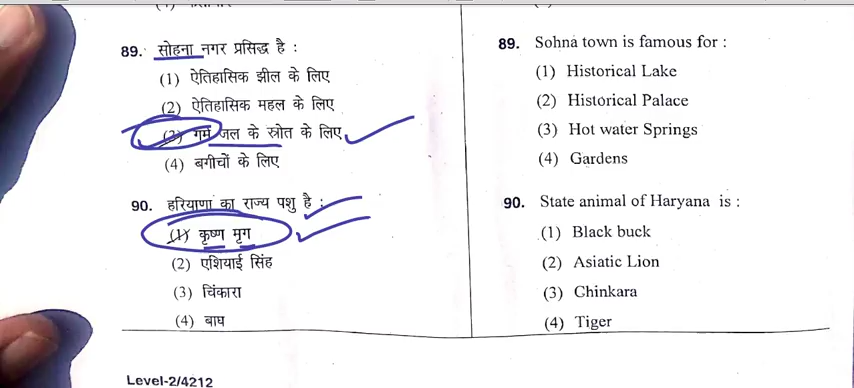 89. सोहना नगर प्रसिद्ध है :
(1) ऐतिहासिक झील के लिए
(2) ऐतिहासिक महल के लिए
(3) गर्म जल के स्रोत के लिए
(4) बगीचों के लिए
90. हरियाणा का राज्य पशु है :
(1) कृष्ण मृग
(2) एशियाई सिंह
(3) चिंकारा
(4) बाघ
Level-2/4212
89. Sohna town is famous for :
(1) Historical Lake
(2) Historical Palace
(3) Hot water Springs
(4) Gardens
90. State animal of Haryana is :
(1) Black buck
(2) Asiatic Lion
(3) Chinkara
(4) Tiger